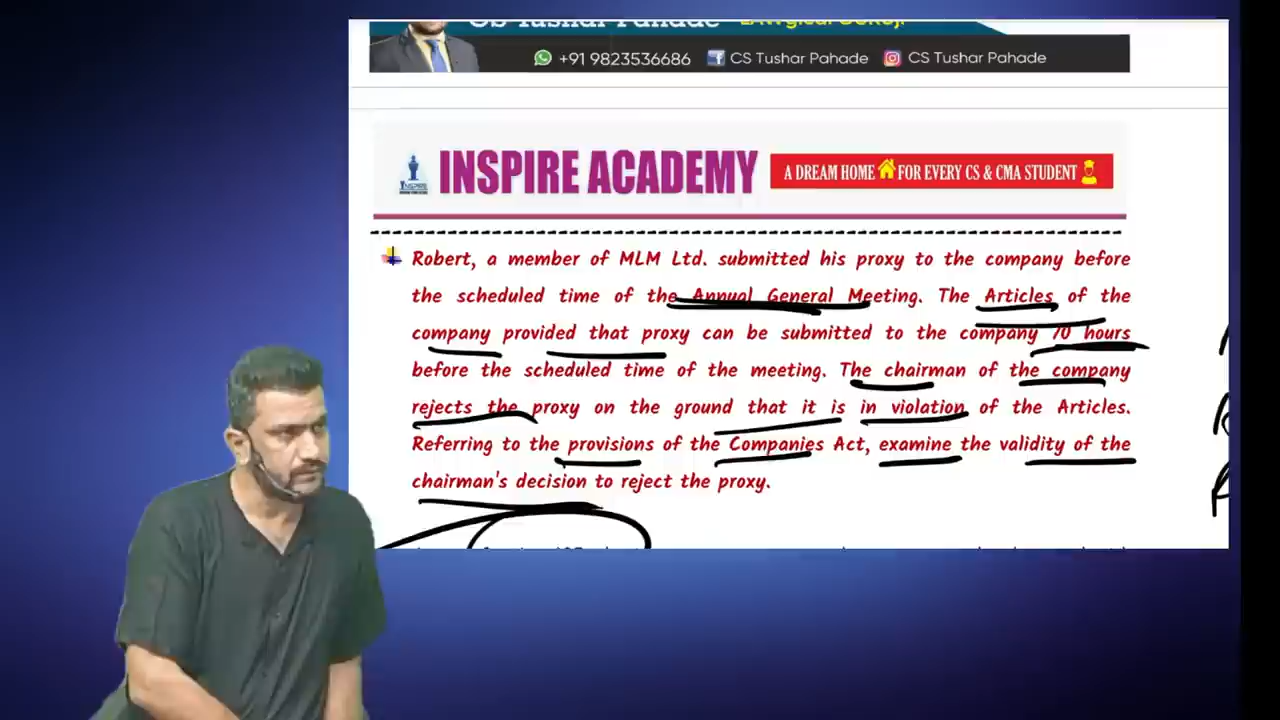 +91 9823536686 CS Tushar Pahade CS Tushar Pahade
INSPIRE ACADEMY A DREAM HOME FOR EVERY CS & CMA STUDENT
Robert, a member of MLM Ltd. submitted his proxy to the company before
the scheduled time of the Annual General Meeting. The Articles of the
company provided that proxy can be submitted to the company 70 hours
before the scheduled time of the meeting. The chairman of the company
rejects the proxy on the ground that it is in violation of the Articles.
Referring to the provisions of the Companies Act, examine the validity of the
chairman's decision to reject the proxy.